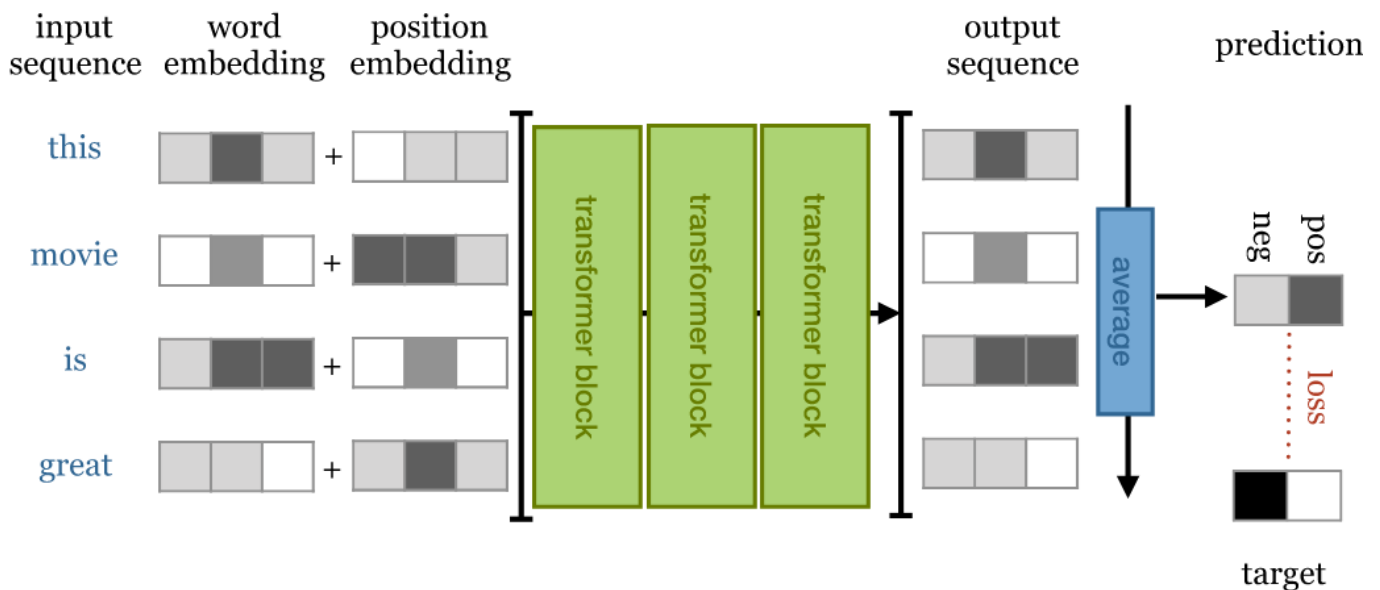 input
sequence
word
embedding
position
embedding
output
sequence
prediction
this
+
movie
+
is
+
great
+
transformer block
transformer block
transformer block
average
neg
pos
loss
target